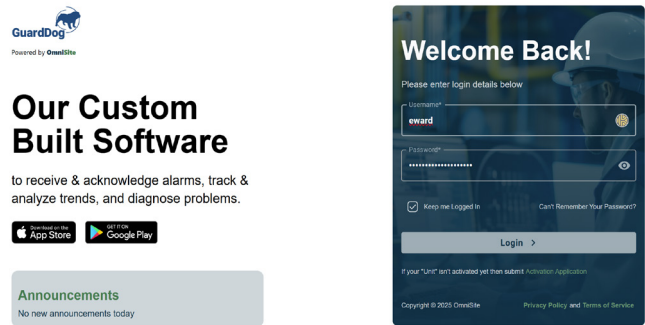 GuardDog
Powered by OmniSite
Our Custom
Built Software
to receive & acknowledge alarms, track &
analyze trends, and diagnose problems.
Download on the
App Store
GET IT ON
Google Play
Announcements
No new announcements today
Welcome Back!
Please enter login details below
Username*
eward
Password*
•••••••••••••••••••
Keep me Logged In
Can't Remember Your Password?
Login >
If your "Unit" isn't activated yet then submit Activation Application
Copyright © 2025 OmniSite
Privacy Policy and Terms of Service